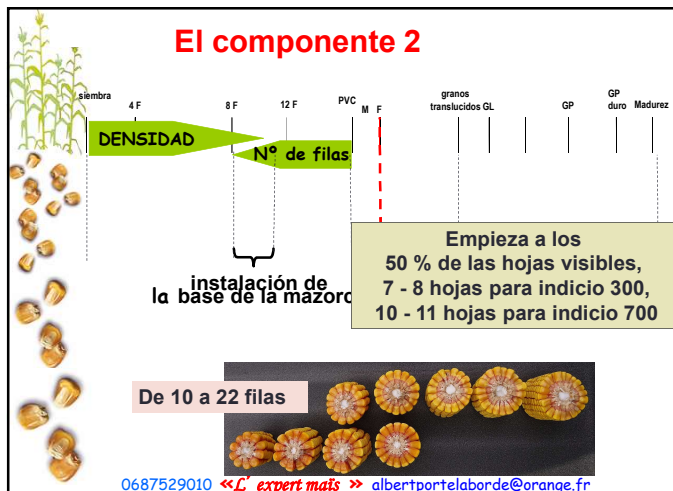 El componente 2
siembra
4 F
8 F
12 F
PVC
M
F
granos
translucidos GL
GP
GP
duro
Madurez
DENSIDAD
Nº de filas
instalación de
la base de la mazorc
Empieza a los
50 % de las hojas visibles,
7 - 8 hojas para indicio 300,
10 - 11 hojas para indicio 700
De 10 a 22 filas
0687529010 «L' expert maïs » albertportelaborde@orange.fr